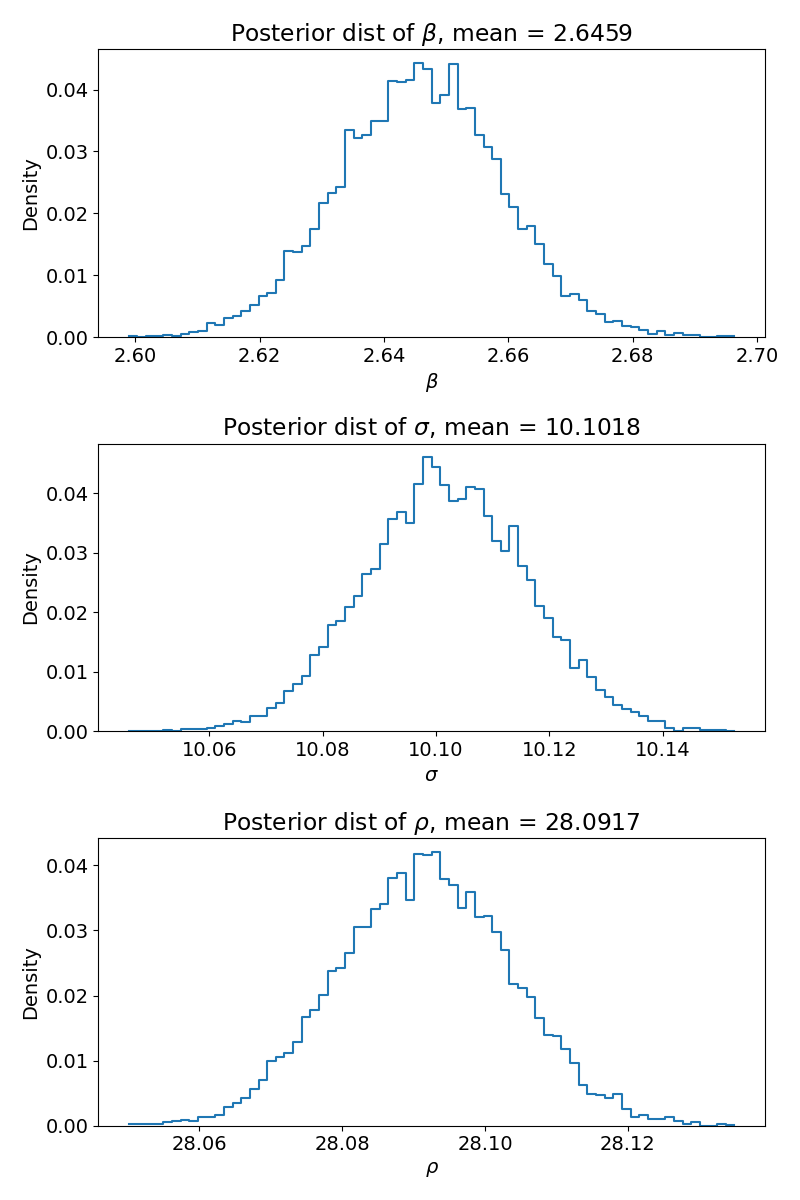 Posterior dist of β, mean = 2.6459
Density
0.04
0.03
0.02
0.01
0.00
2.60 2.62 2.64 2.66 2.68 2.70
β
Posterior dist of σ, mean = 10.1018
Density
0.04
0.03
0.02
0.01
0.00
10.06 10.08 10.10 10.12 10.14
σ
Posterior dist of ρ, mean = 28.0917
Density
0.04
0.03
0.02
0.01
0.00
28.06 28.08 28.10 28.12
ρ